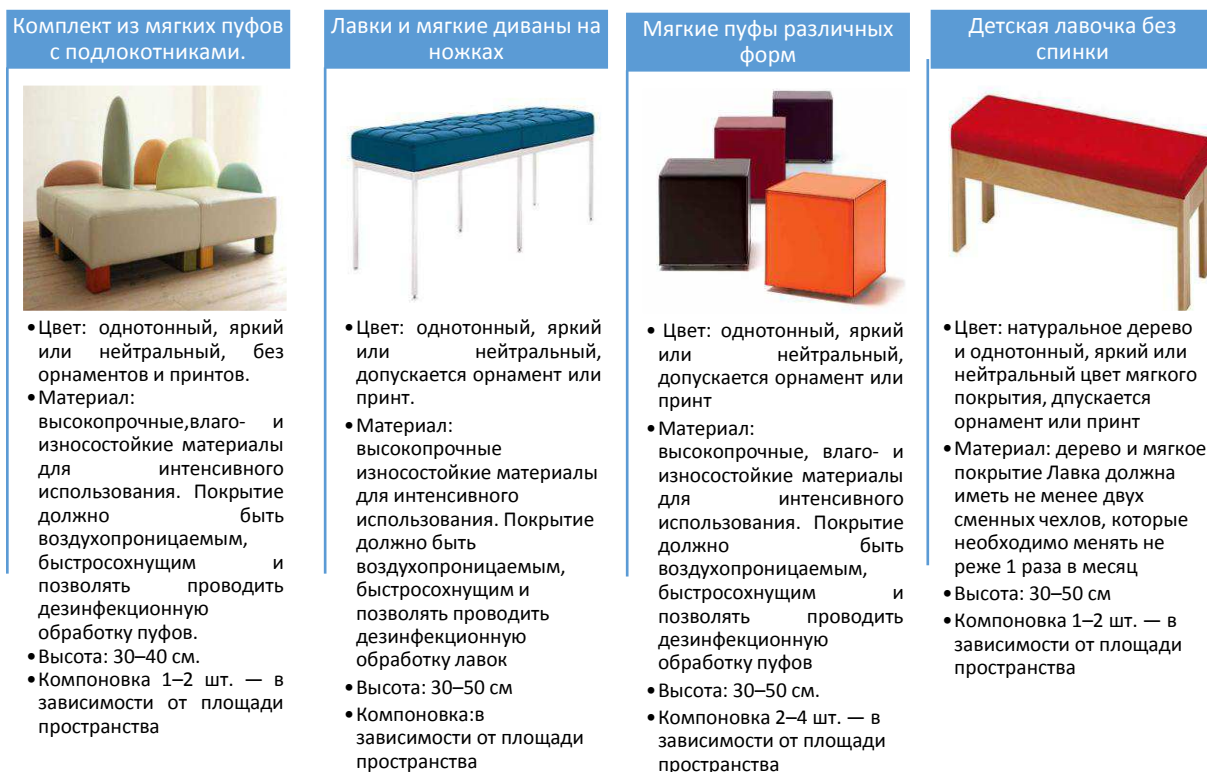 Комплект из мягких пуфов
с подлокотниками.
•Цвет: однотонный, яркий
или нейтральный, без
орнаментов и принтов.
•Материал:
высокопрочные,влаго- и
износостойкие материалы
для интенсивного
использования. Покрытие
должно быть
воздухопроницаемым,
быстросохнущим и
позволять проводить
дезинфекционную
обработку пуфов.
•Высота: 30–40 см.
•Компоновка 1–2 шт. — в
зависимости от площади
пространства
Лавки и мягкие диваны на
ножках
•Цвет: однотонный, яркий
или нейтральный,
допускается орнамент или
принт.
•Материал:
высокопрочные
износостойкие материалы
для интенсивного
использования. Покрытие
должно быть
воздухопроницаемым,
быстросохнущим и
позволять проводить
дезинфекционную
обработку лавок
•Высота: 30–50 см
•Компоновка:в
зависимости от площади
пространства
Мягкие пуфы различных
форм
• Цвет: однотонный, яркий
или нейтральный,
допускается орнамент или
принт
•Материал:
высокопрочные, влаго- и
износостойкие материалы
для интенсивного
использования. Покрытие
должно быть
воздухопроницаемым,
быстросохнущим и
позволять проводить
дезинфекционную
обработку пуфов
•Высота: 30–50 см.
•Компоновка 2–4 шт. — в
зависимости от площади
пространства
Детская лавочка без
спинки
•Цвет: натуральное дерево
и однотонный, яркий или
нейтральный цвет мягкого
покрытия, дпускается
орнамент или принт
•Материал: дерево и мягкое
покрытие Лавка должна
иметь не менее двух
сменных чехлов, которые
необходимо менять не
реже 1 раза в месяц
•Высота: 30–50 см
•Компоновка 1–2 шт. — в
зависимости от площади
пространства